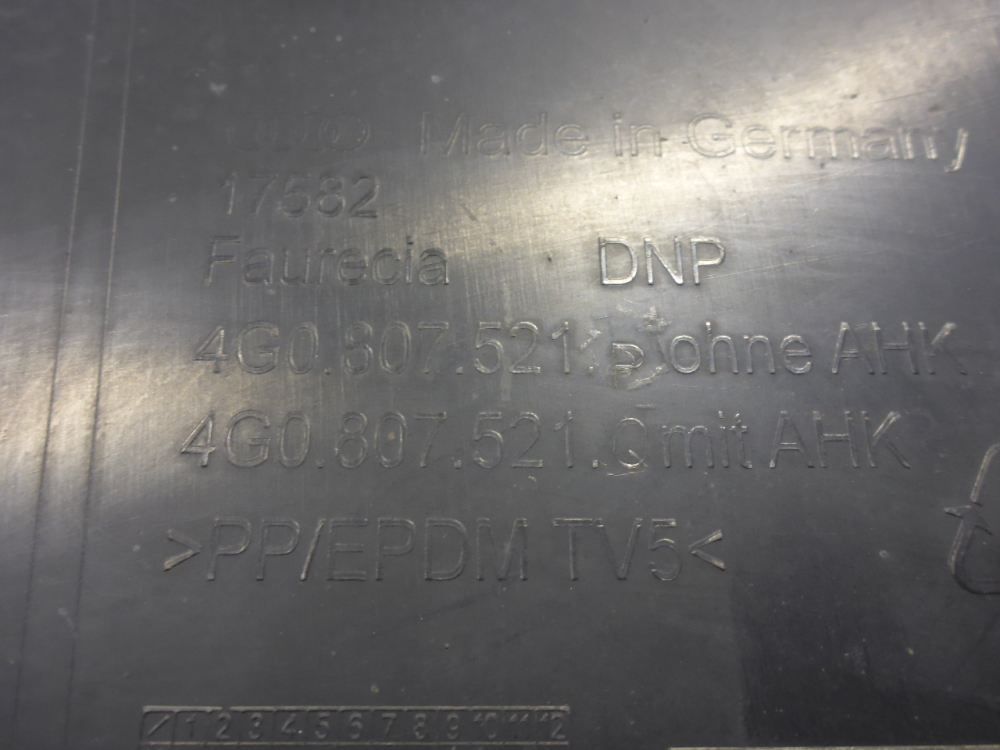 Made in Germany
17582
Faurecia DNP
4G0.807.521. ohne AHK
4G0.807.521.Q mit AHK
>PP/EPDM TV5<
1 2 3 4 5 6 7 8 9 10 11 12